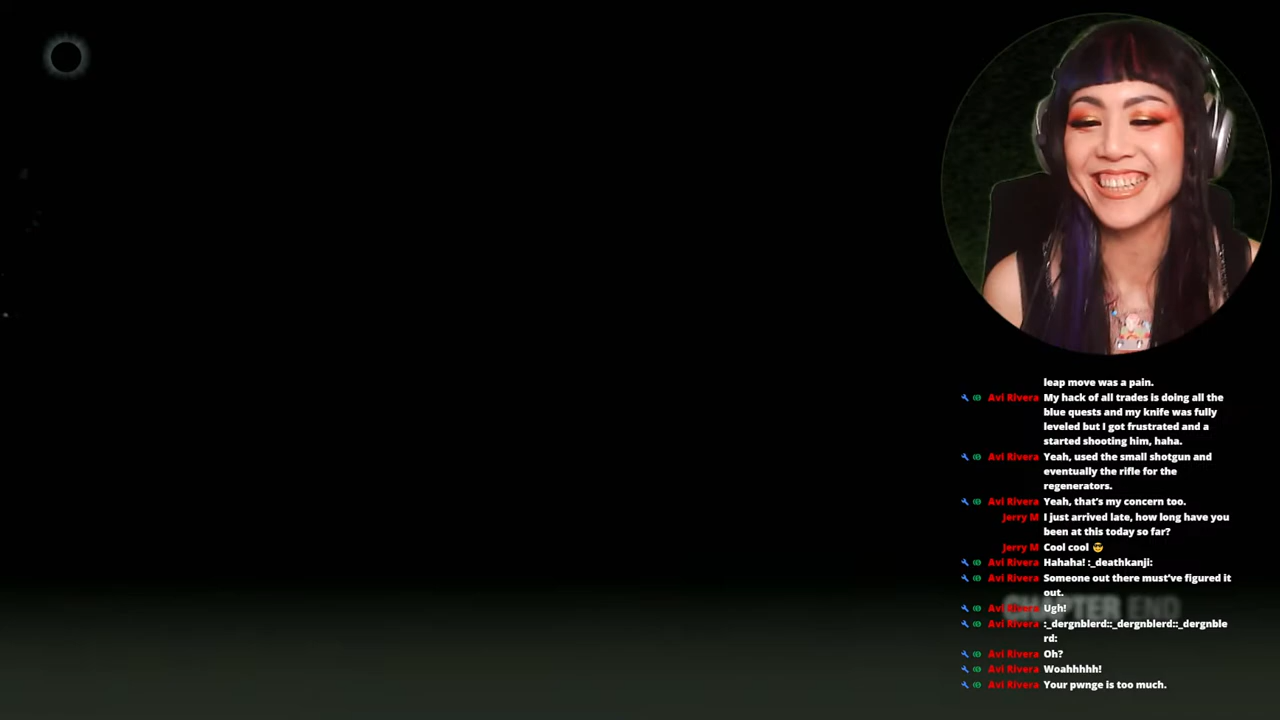 leap move was a pain.
Avi Rivera My hack of all trades is doing all the
blue quests and my knife was fully
leveled but I got frustrated and a
started shooting him, haha.
Avi Rivera Yeah, used the small shotgun and
eventually the rifle for the
regenerators.
Avi Rivera Yeah, that's my concern too.
Jerry M I just arrived late, how long have you
been at this today so far?
Jerry M Cool cool 😎
Avi Rivera Hahaha! :_deathkanji:
Avi Rivera Someone out there must've figured it
out.
CHAPTER END
Avi Rivera Ugh!
Avi Rivera :_dergnblerd::_dergnblerd::_dergnble
rd:
Avi Rivera Oh?
Avi Rivera Woahhhhh!
Avi Rivera Your pwnge is too much.